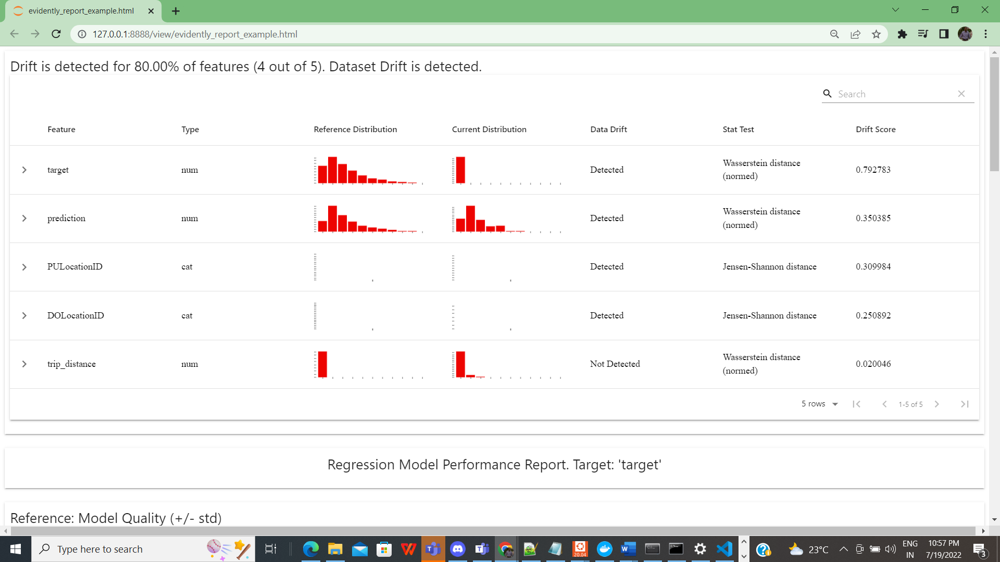 evidently_report_example.html
127.0.0.1:8888/view/evidently_report_example.html
Drift is detected for 80.00% of features (4 out of 5). Dataset Drift is detected.
Search
Feature Type Reference Distribution Current Distribution Data Drift Stat Test Drift Score
target num Detected Wasserstein distance (normed) 0.792783
prediction num Detected Wasserstein distance (normed) 0.350385
PULocationID cat Detected Jensen-Shannon distance 0.309984
DOLocationID cat Detected Jensen-Shannon distance 0.250892
trip_distance num Not Detected Wasserstein distance (normed) 0.020046
5 rows 1-5 of 5
Regression Model Performance Report. Target: 'target'
Reference: Model Quality (+/- std)
Type here to search
20.04
23°C
ENG
IN
10:57 PM
7/19/2022
3